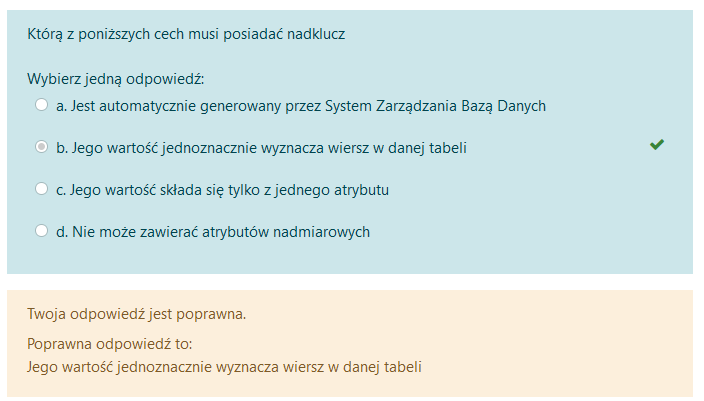 Którą z poniższych cech musi posiadać nadklucz
Wybierz jedną odpowiedź:
a. Jest automatycznie generowany przez System Zarządzania Bazą Danych
b. Jego wartość jednoznacznie wyznacza wiersz w danej tabeli
c. Jego wartość składa się tylko z jednego atrybutu
d. Nie może zawierać atrybutów nadmiarowych
Twoja odpowiedź jest poprawna.
Poprawna odpowiedź to:
Jego wartość jednoznacznie wyznacza wiersz w danej tabeli